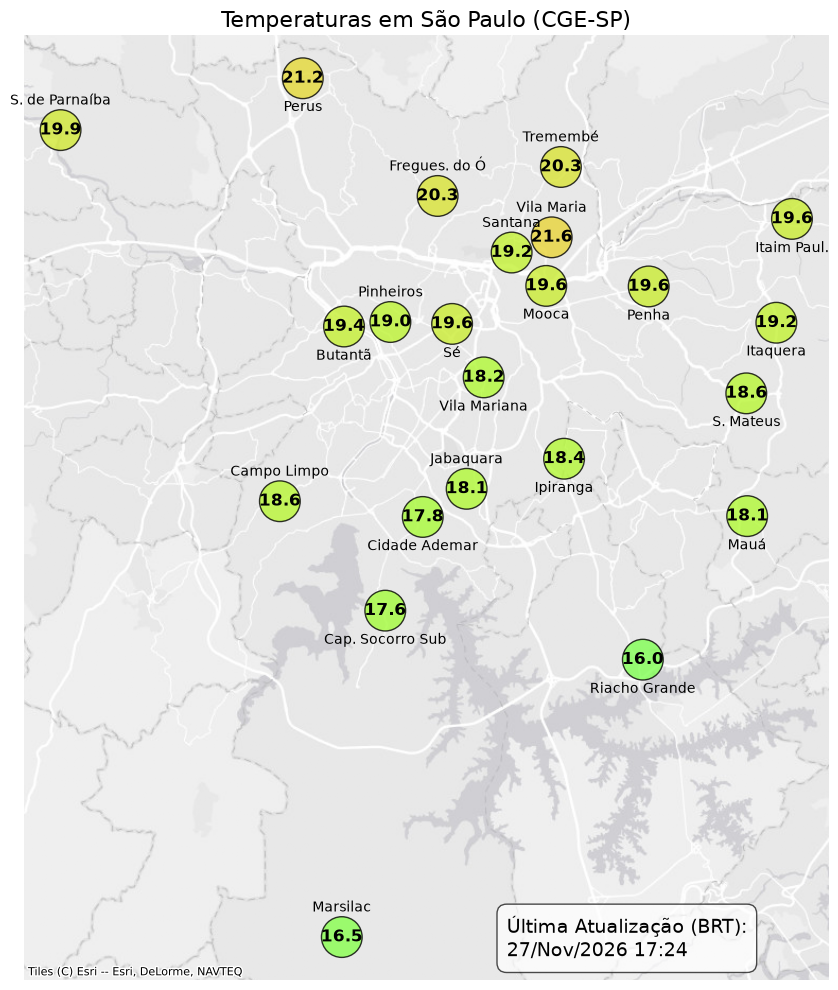 Temperaturas em São Paulo (CGE-SP)
21.2
Perus
S. de Parnaíba
19.9
Tremembé
20.3
Fregues. do Ó
20.3
Vila Maria
21.6
Santana
19.2
19.6
Itaim Paul.
19.6
Mooca
19.6
Penha
Pinheiros
19.0
19.4
Butantã
19.6
Sé
19.2
Itaquera
18.2
Vila Mariana
18.6
S. Mateus
18.4
Ipiranga
Jabaquara
18.1
Campo Limpo
18.6
17.8
Cidade Ademar
18.1
Mauá
17.6
Cap. Socorro Sub
16.0
Riacho Grande
Marsilac
16.5
Última Atualização (BRT):
27/Nov/2026 17:24
Tiles (C) Esri -- Esri, DeLorme, NAVTEQ